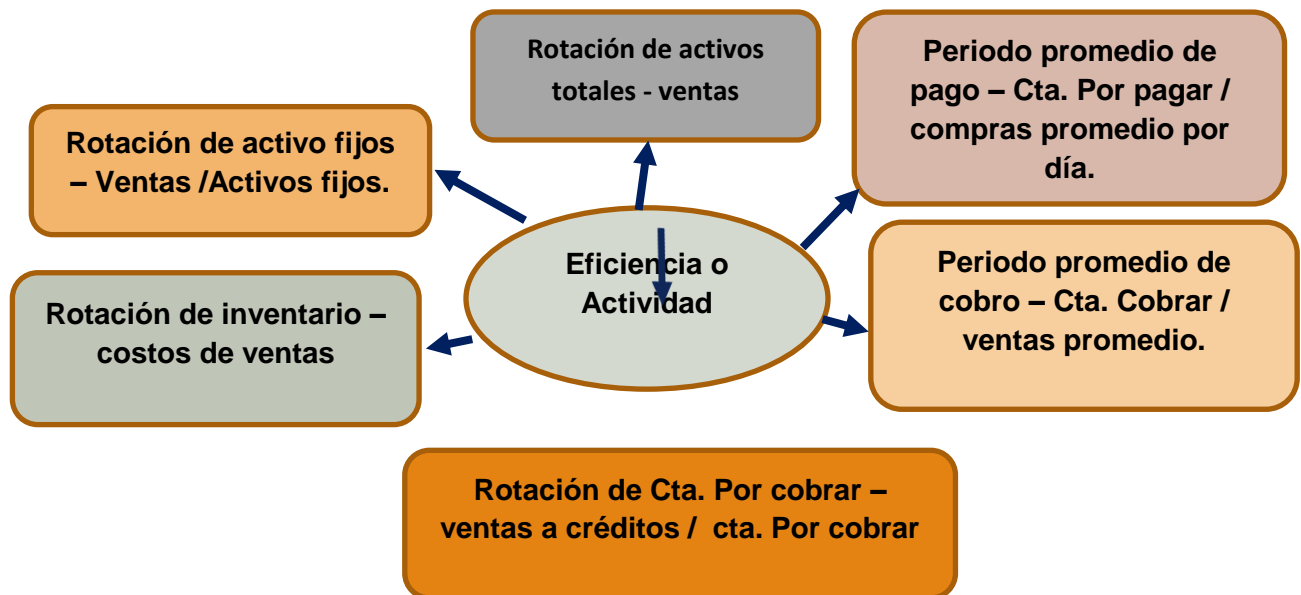 Rotación de activos
totales - ventas
Periodo promedio de
pago – Cta. Por pagar /
compras promedio por
día.
Rotación de activo fijos
– Ventas /Activos fijos.
Eficiencia o
Actividad
Periodo promedio de
cobro – Cta. Cobrar /
ventas promedio.
Rotación de inventario –
costos de ventas
Rotación de Cta. Por cobrar –
ventas a créditos / cta. Por cobrar